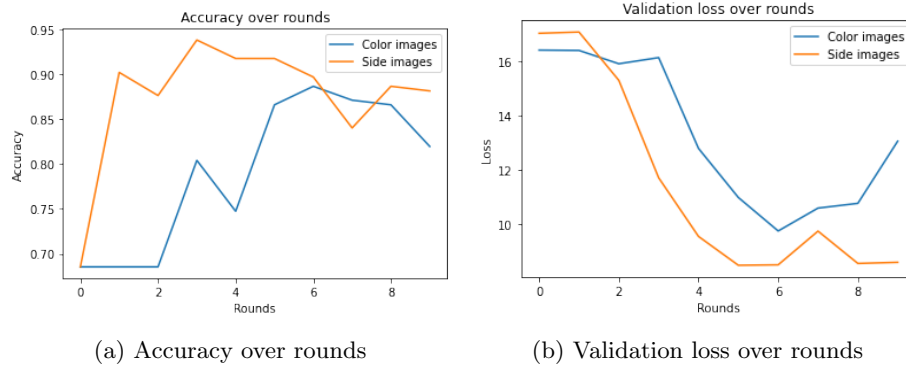 Accuracy over rounds
0.95
0.90
0.85
0.80
0.75
0.70
Accuracy
Color images
Side images
0 2 4 6 8
Rounds
(a) Accuracy over rounds
Validation loss over rounds
16
14
12
10
Loss
Color images
Side images
0 2 4 6 8
Rounds
(b) Validation loss over rounds